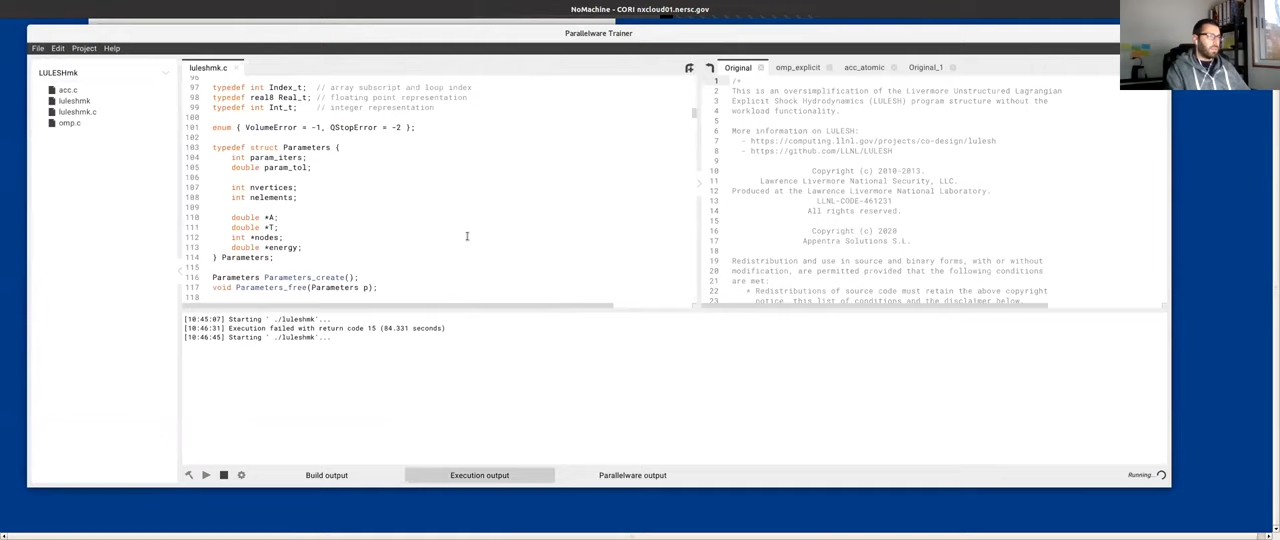 NoMachine - CORI nxcloud01.nersc.gov
Parallelware Trainer
File Edit Project Help
LULESHmk
acc.c
luleshmk
luleshmk.c
omp.c
luleshmk.c
96
97 typedef int Index_t; // array subscript and loop index
98 typedef real8 Real_t; // floating point representation
99 typedef int Int_t; // integer representation
100
101 enum { VolumeError = -1, QStopError = -2 };
102
103 typedef struct Parameters {
104 int param_iters;
105 double param_tol;
106
107 int nvertices;
108 int nelements;
109
110 double *A;
111 double *T;
112 int *nodes;
113 double *energy;
114 } Parameters;
115
116 Parameters Parameters_create();
117 void Parameters_free(Parameters p);
118
Original omp_explicit acc_atomic Original_1
1 /*
2 This is an oversimplification of the Livermore Unstructured Lagrangian
3 Explicit Shock Hydrodynamics (LULESH) program structure without the
4 workload functionality.
5
6 More information on LULESH:
7 - https://computing.llnl.gov/projects/co-design/lulesh
8 - https://github.com/LLNL/LULESH
9
10 Copyright (c) 2010-2013.
11 Lawrence Livermore National Security, LLC.
12 Produced at the Lawrence Livermore National Laboratory.
13 LLNL-CODE-461231
14 All rights reserved.
15
16 Copyright (c) 2020
17 Appentra Solutions S.L.
18
19 Redistribution and use in source and binary forms, with or without
20 modification, are permitted provided that the following conditions
21 are met:
22 * Redistributions of source code must retain the above copyright
23 notice, this list of conditions and the disclaimer below.
[10:45:07] Starting ' ./luleshmk'...
[10:46:31] Execution failed with return code 15 (84.331 seconds)
[10:46:45] Starting ' ./luleshmk'...
Build output Execution output Parallelware output Running...